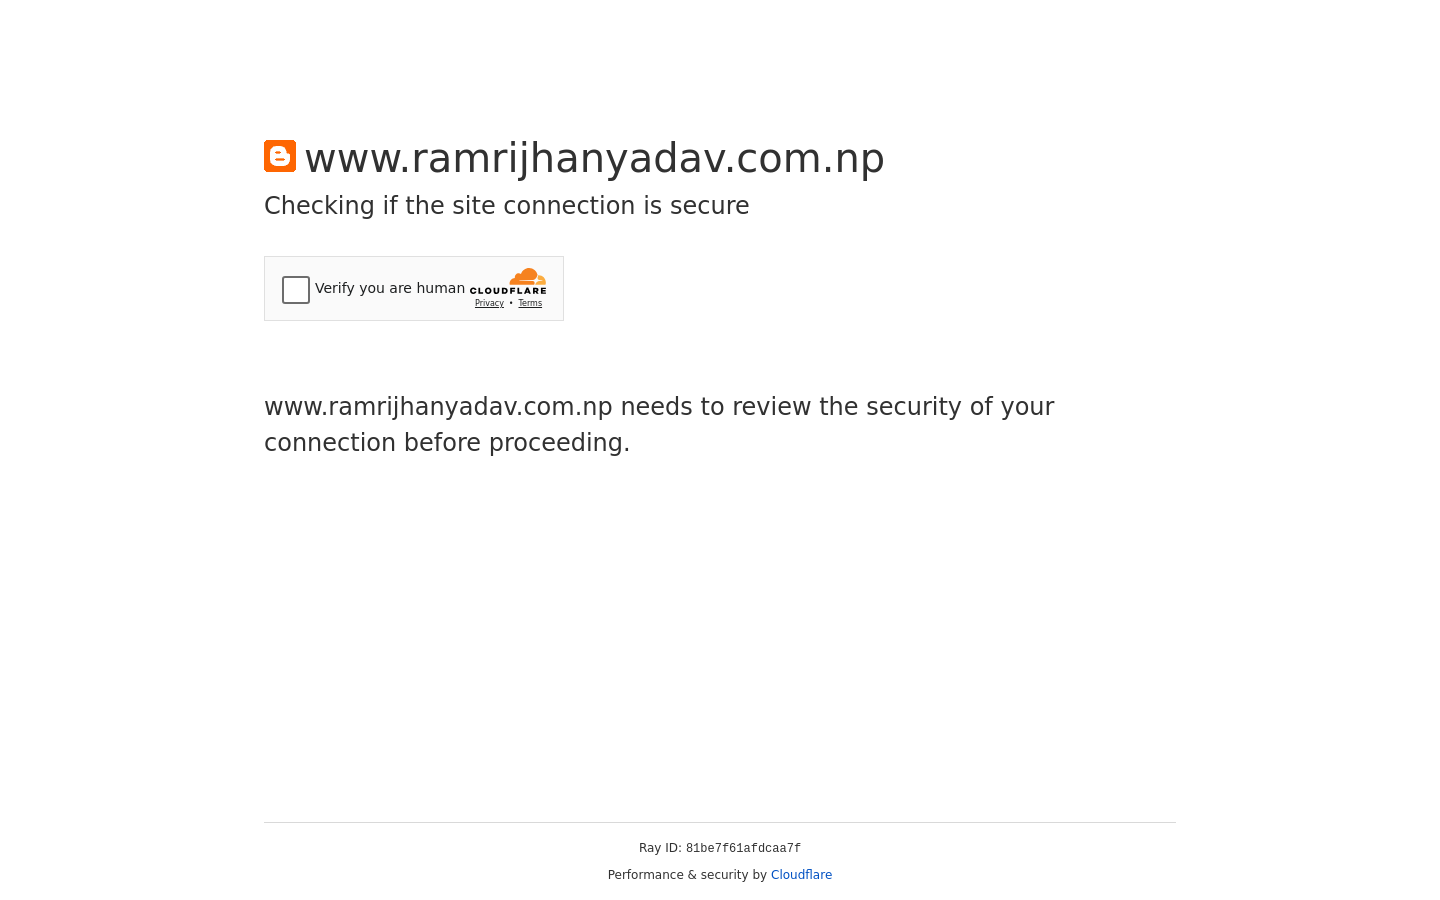 www.ramrijhanyadav.com.np
Checking if the site connection is secure
Verify you are human
CLOUDFLARE
Privacy • Terms
www.ramrijhanyadav.com.np needs to review the security of your
connection before proceeding.
Ray ID: 81be7f61afdcaa7f
Performance & security by Cloudflare